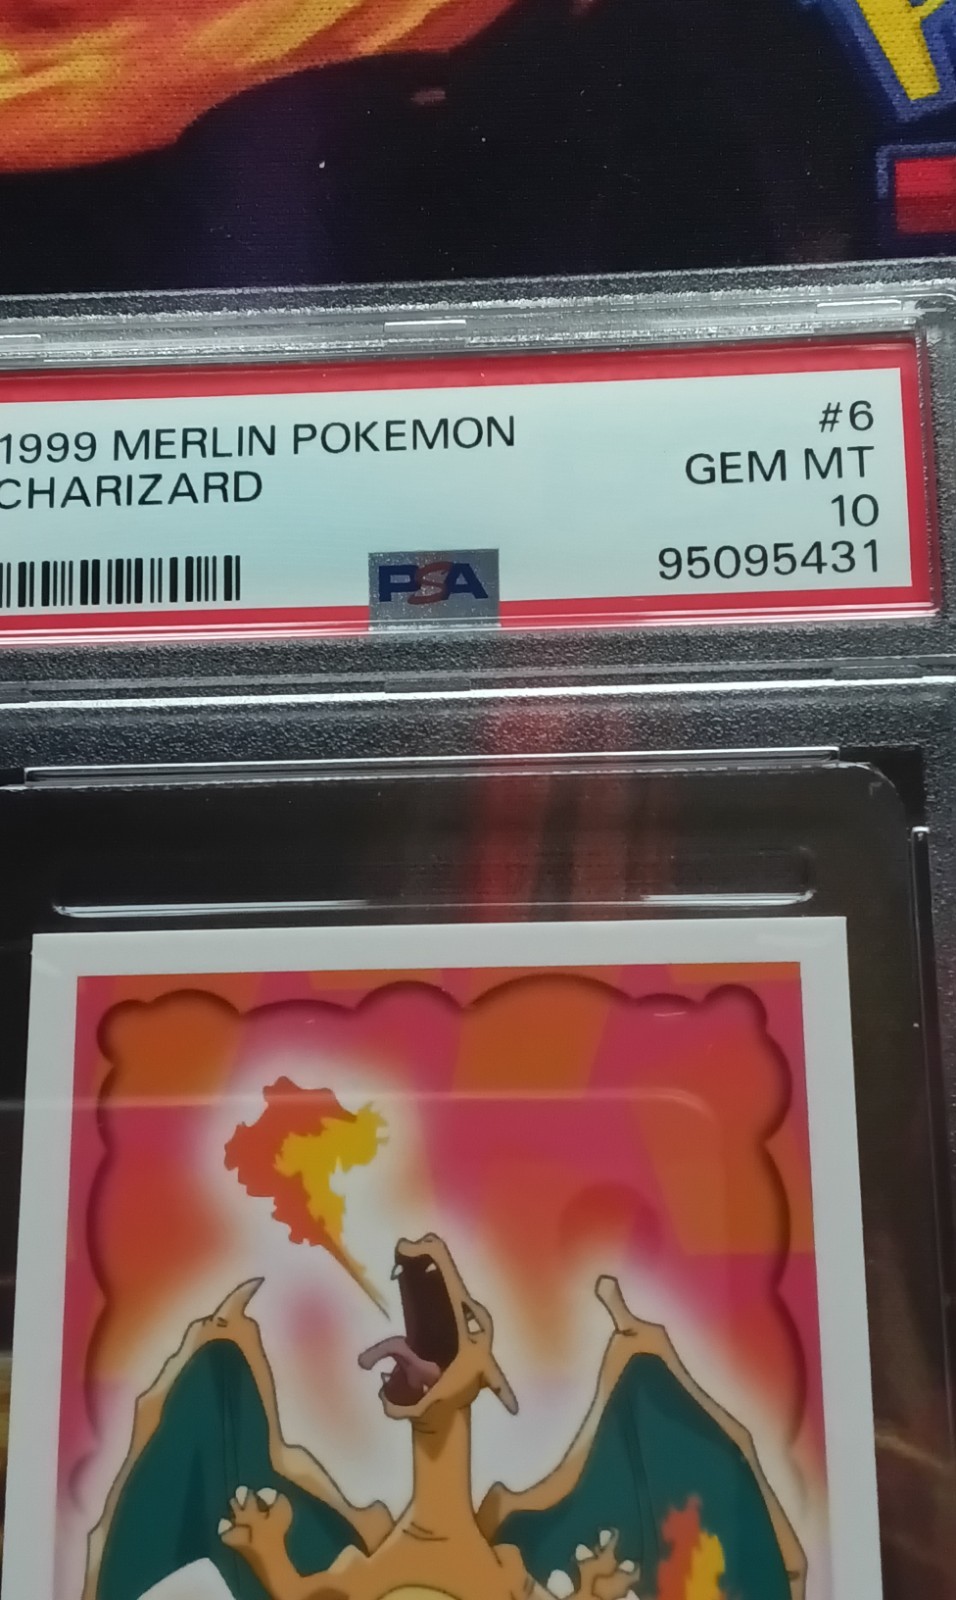 1999 MERLIN POKEMON
CHARIZARD
#6
GEM MT
10
95095431
PSA